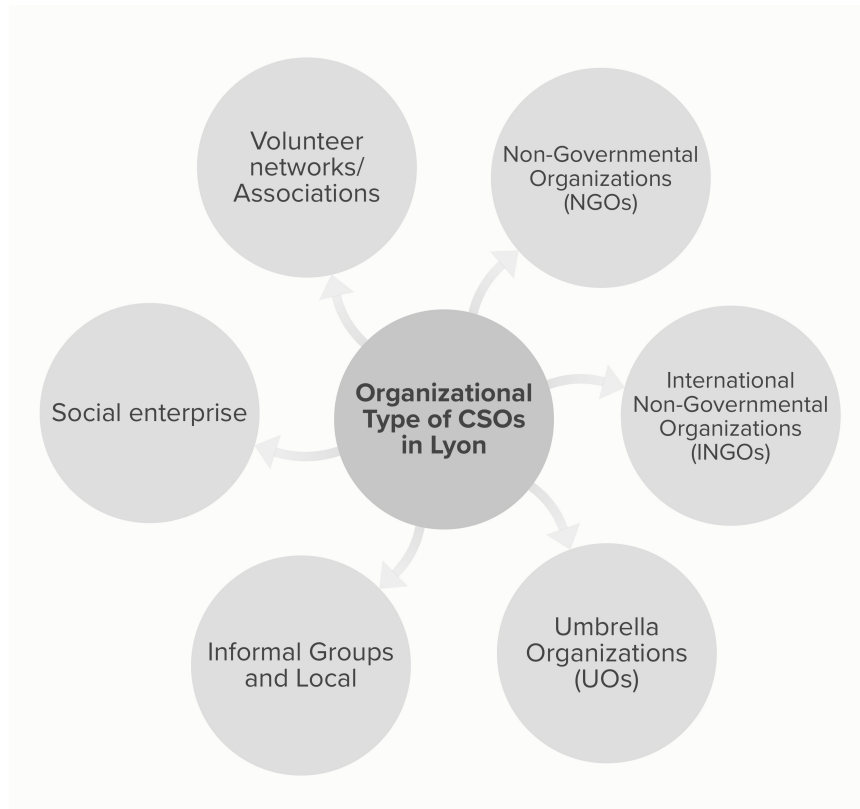 Volunteer
networks/
Associations
Non-Governmental
Organizations
(NGOs)
Social enterprise
Organizational
Type of CSOs
in Lyon
International
Non-Governmental
Organizations
(INGOs)
Informal Groups
and Local
Umbrella
Organizations
(UOs)